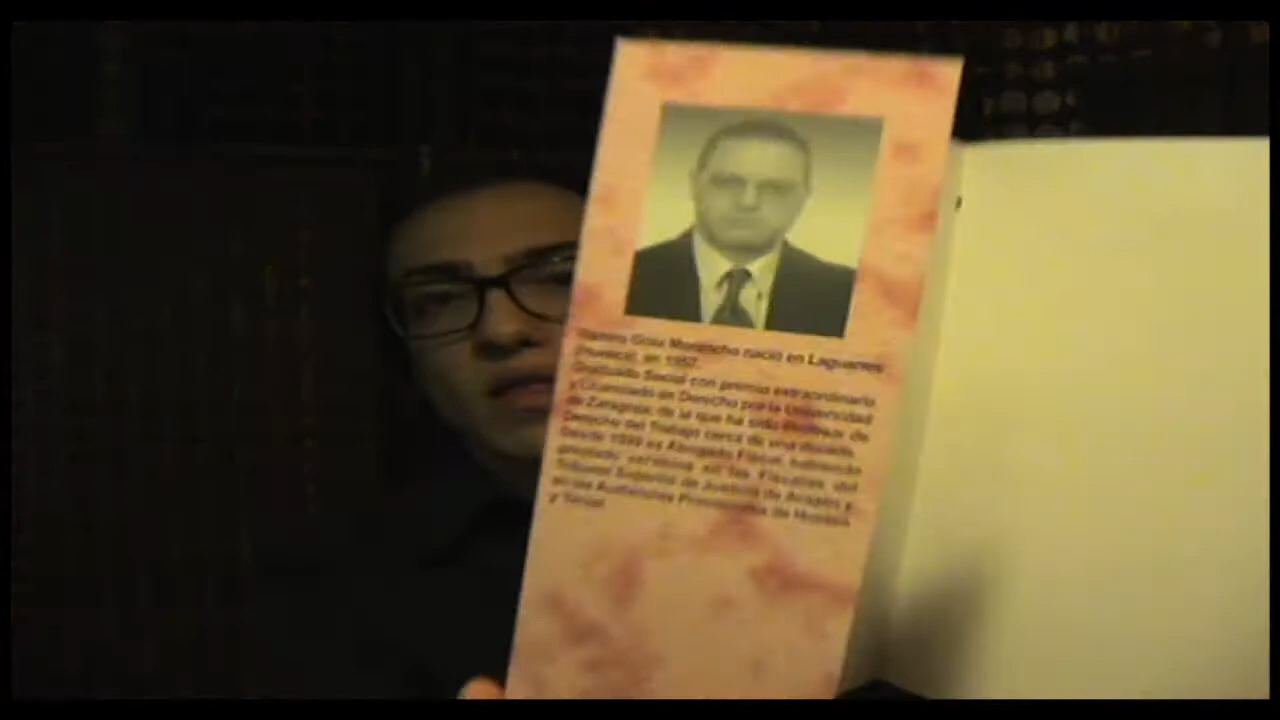 Ramiro Grau Morancho nació en Laguarres
(Huesca), en 1957.
Graduado Social con premio extraordinario
y Licenciado en Derecho por la Universidad
de Zaragoza, de la que ha sido Profesor de
Derecho del Trabajo cerca de una década.
Desde 1999 es Abogado Fiscal, habiendo
prestado servicios en las Fiscalías del
Tribunal Superior de Justicia de Aragón y
en las Audiencias Provinciales de Huesca
y Teruel.